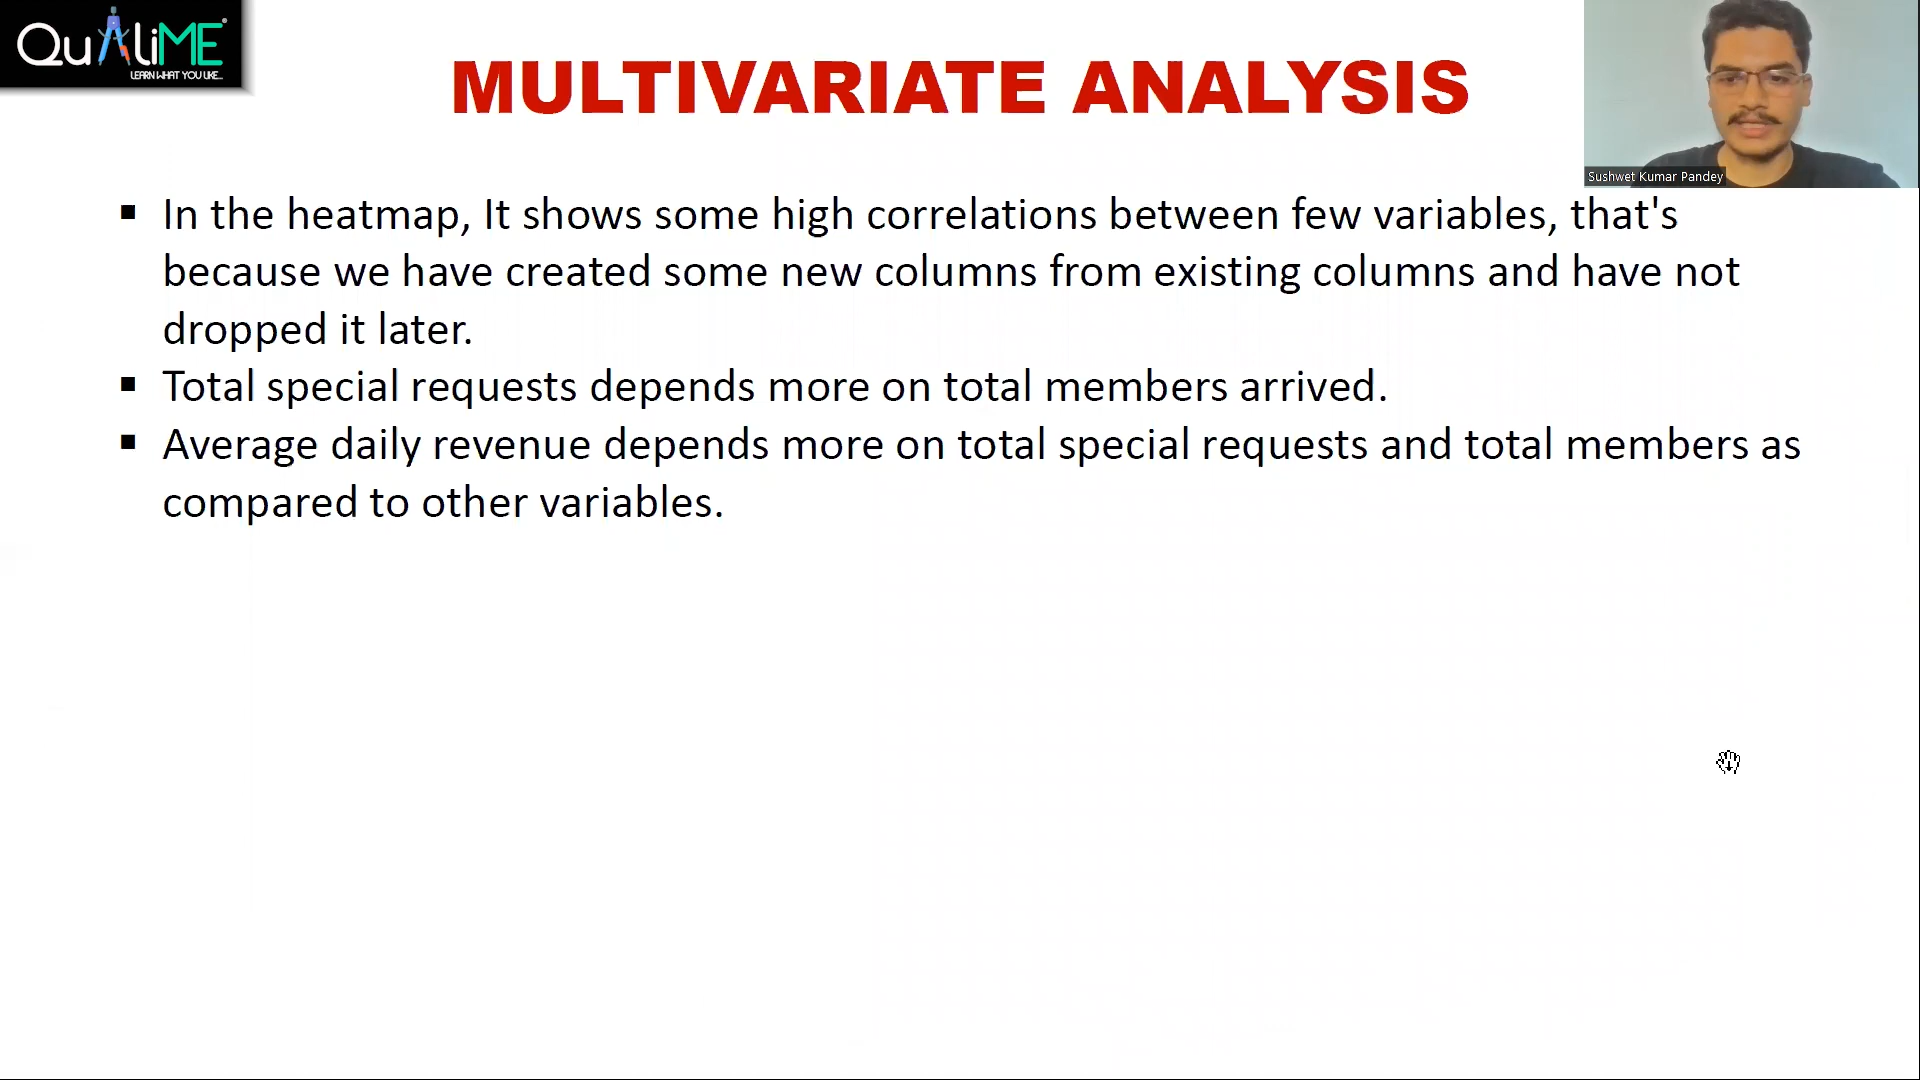 QuAliME®
LEARN WHAT YOU LIKE...
MULTIVARIATE ANALYSIS
Sushwet Kumar Pandey
▪ In the heatmap, It shows some high correlations between few variables, that's
because we have created some new columns from existing columns and have not
dropped it later.
▪ Total special requests depends more on total members arrived.
▪ Average daily revenue depends more on total special requests and total members as
compared to other variables.